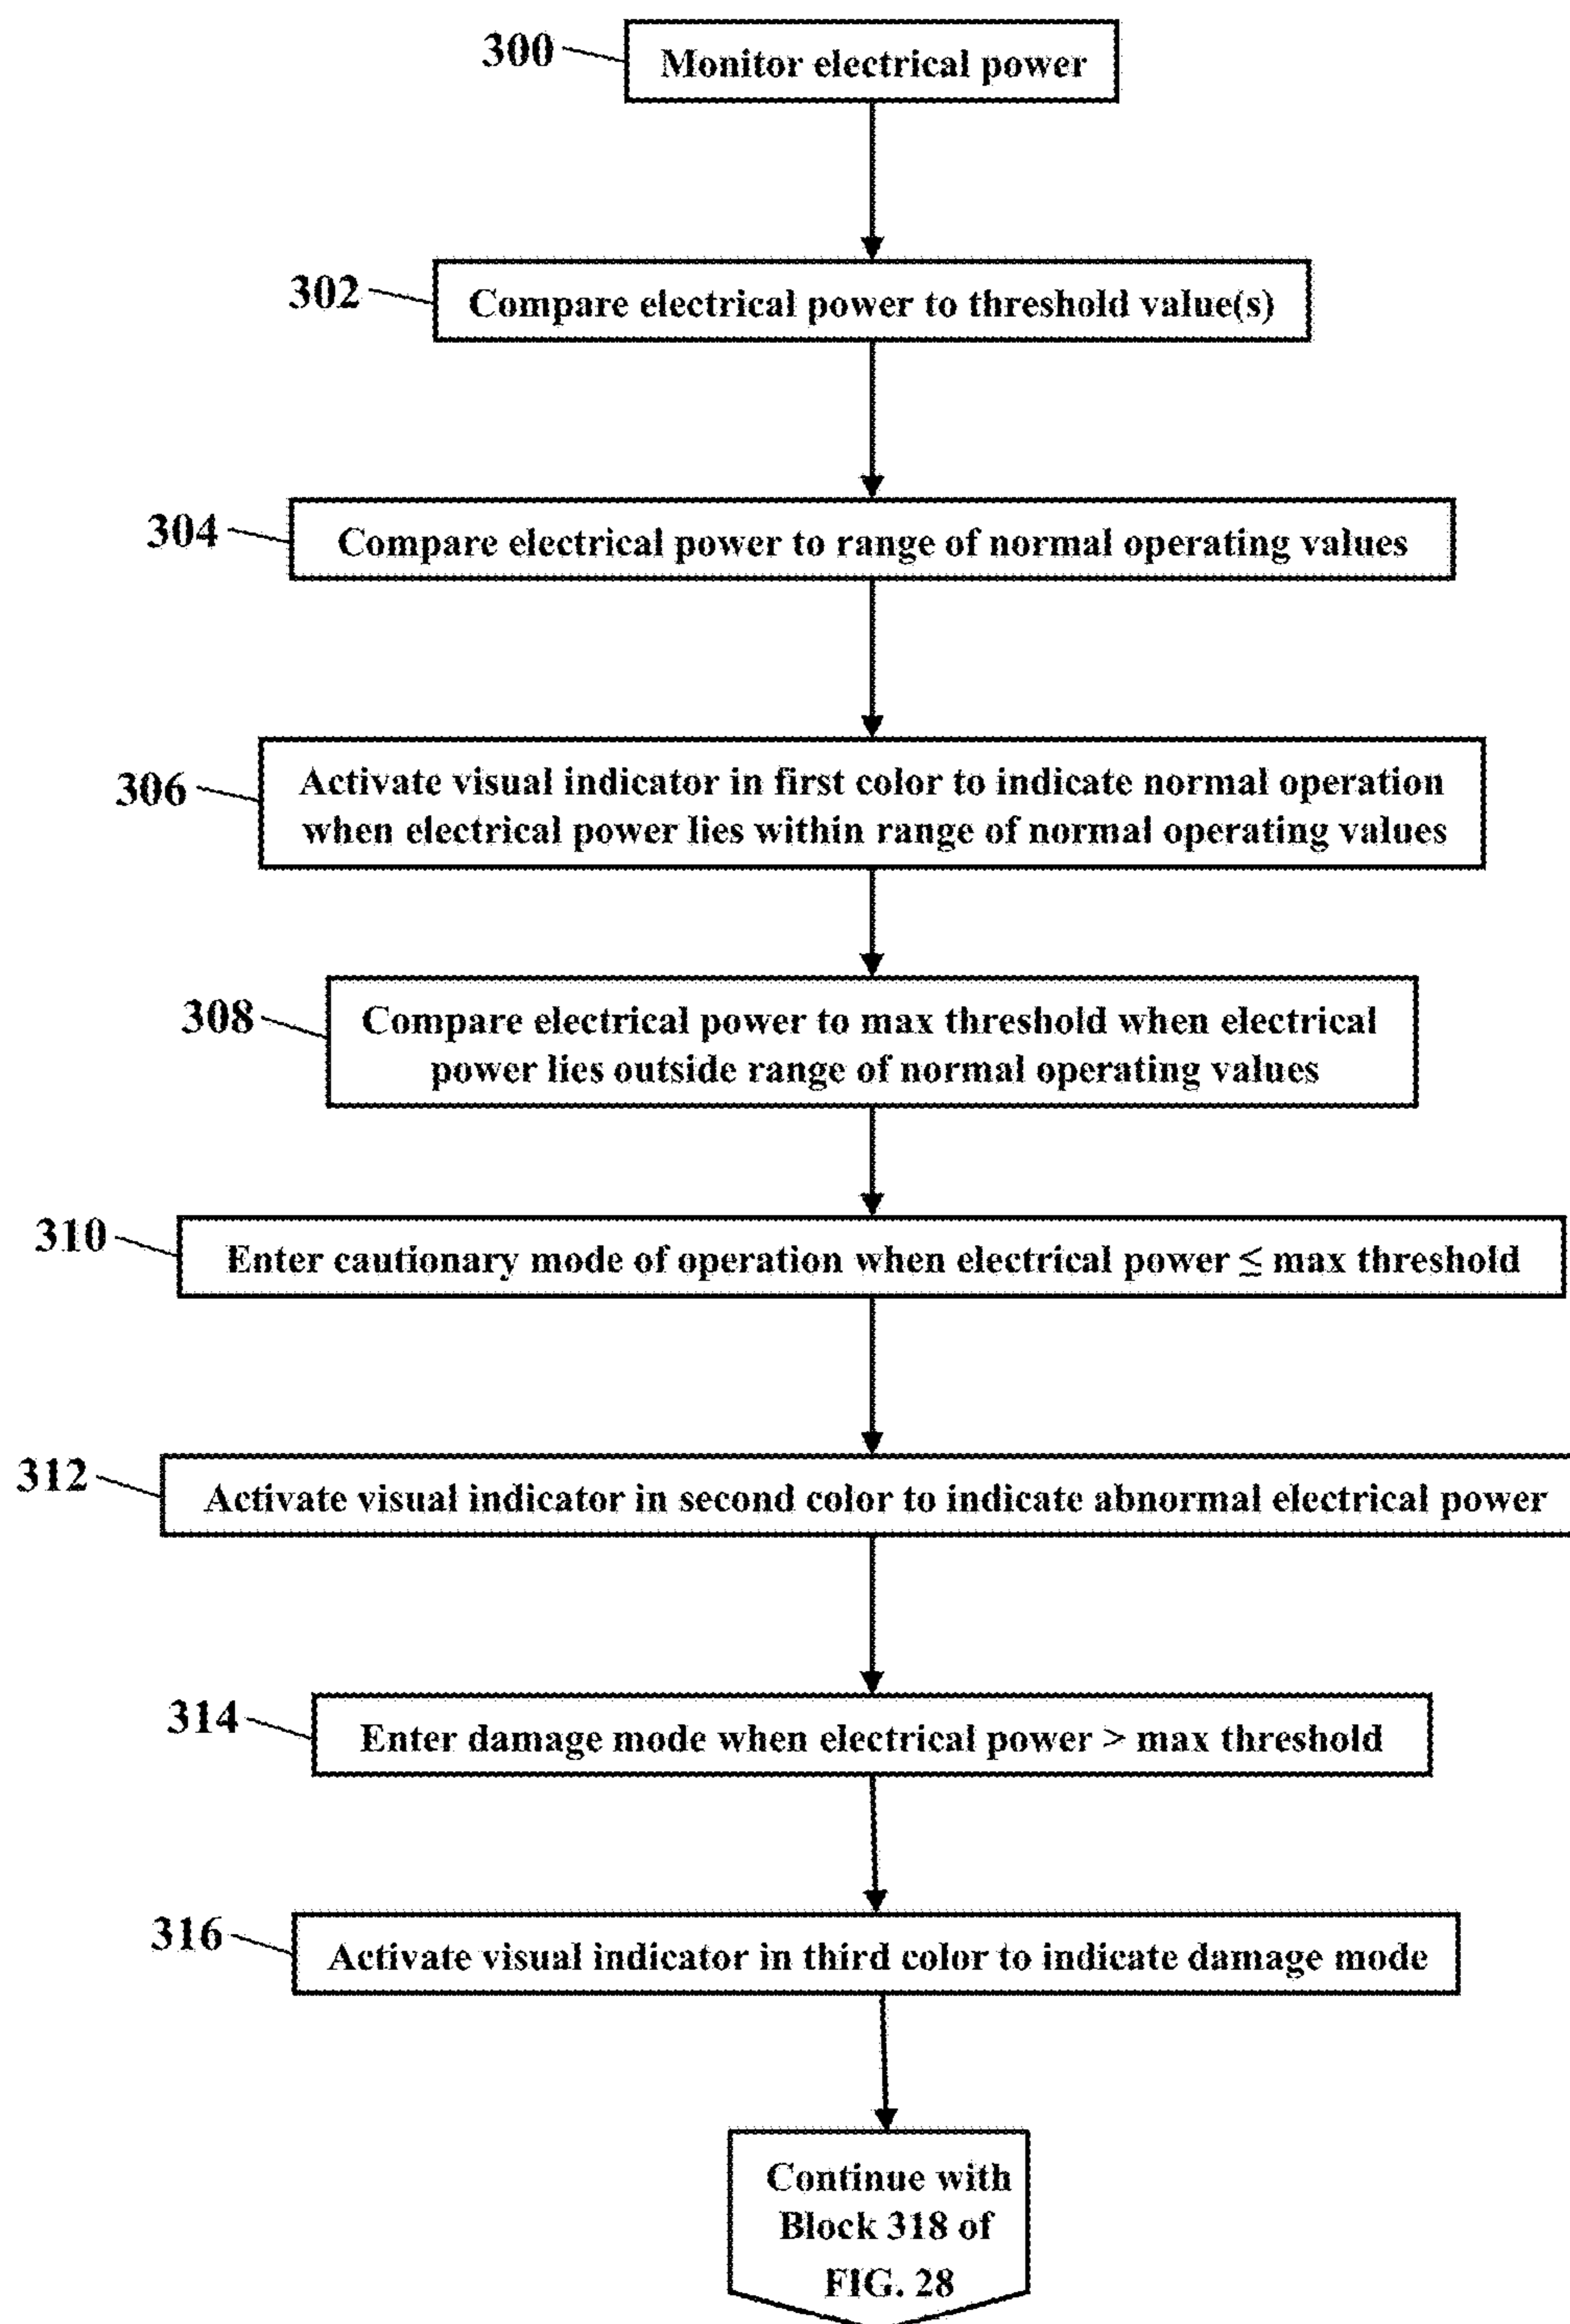 300
Monitor electrical power
302
Compare electrical power to threshold value(s)
304
Compare electrical power to range of normal operating values
306
Activate visual indicator in first color to indicate normal operation
when electrical power lies within range of normal operating values
308
Compare electrical power to max threshold when electrical
power lies outside range of normal operating values
310
Enter cautionary mode of operation when electrical power ≤ max threshold
312
Activate visual indicator in second color to indicate abnormal electrical power
314
Enter damage mode when electrical power > max threshold
316
Activate visual indicator in third color to indicate damage mode
Continue with
Block 318 of
FIG. 28